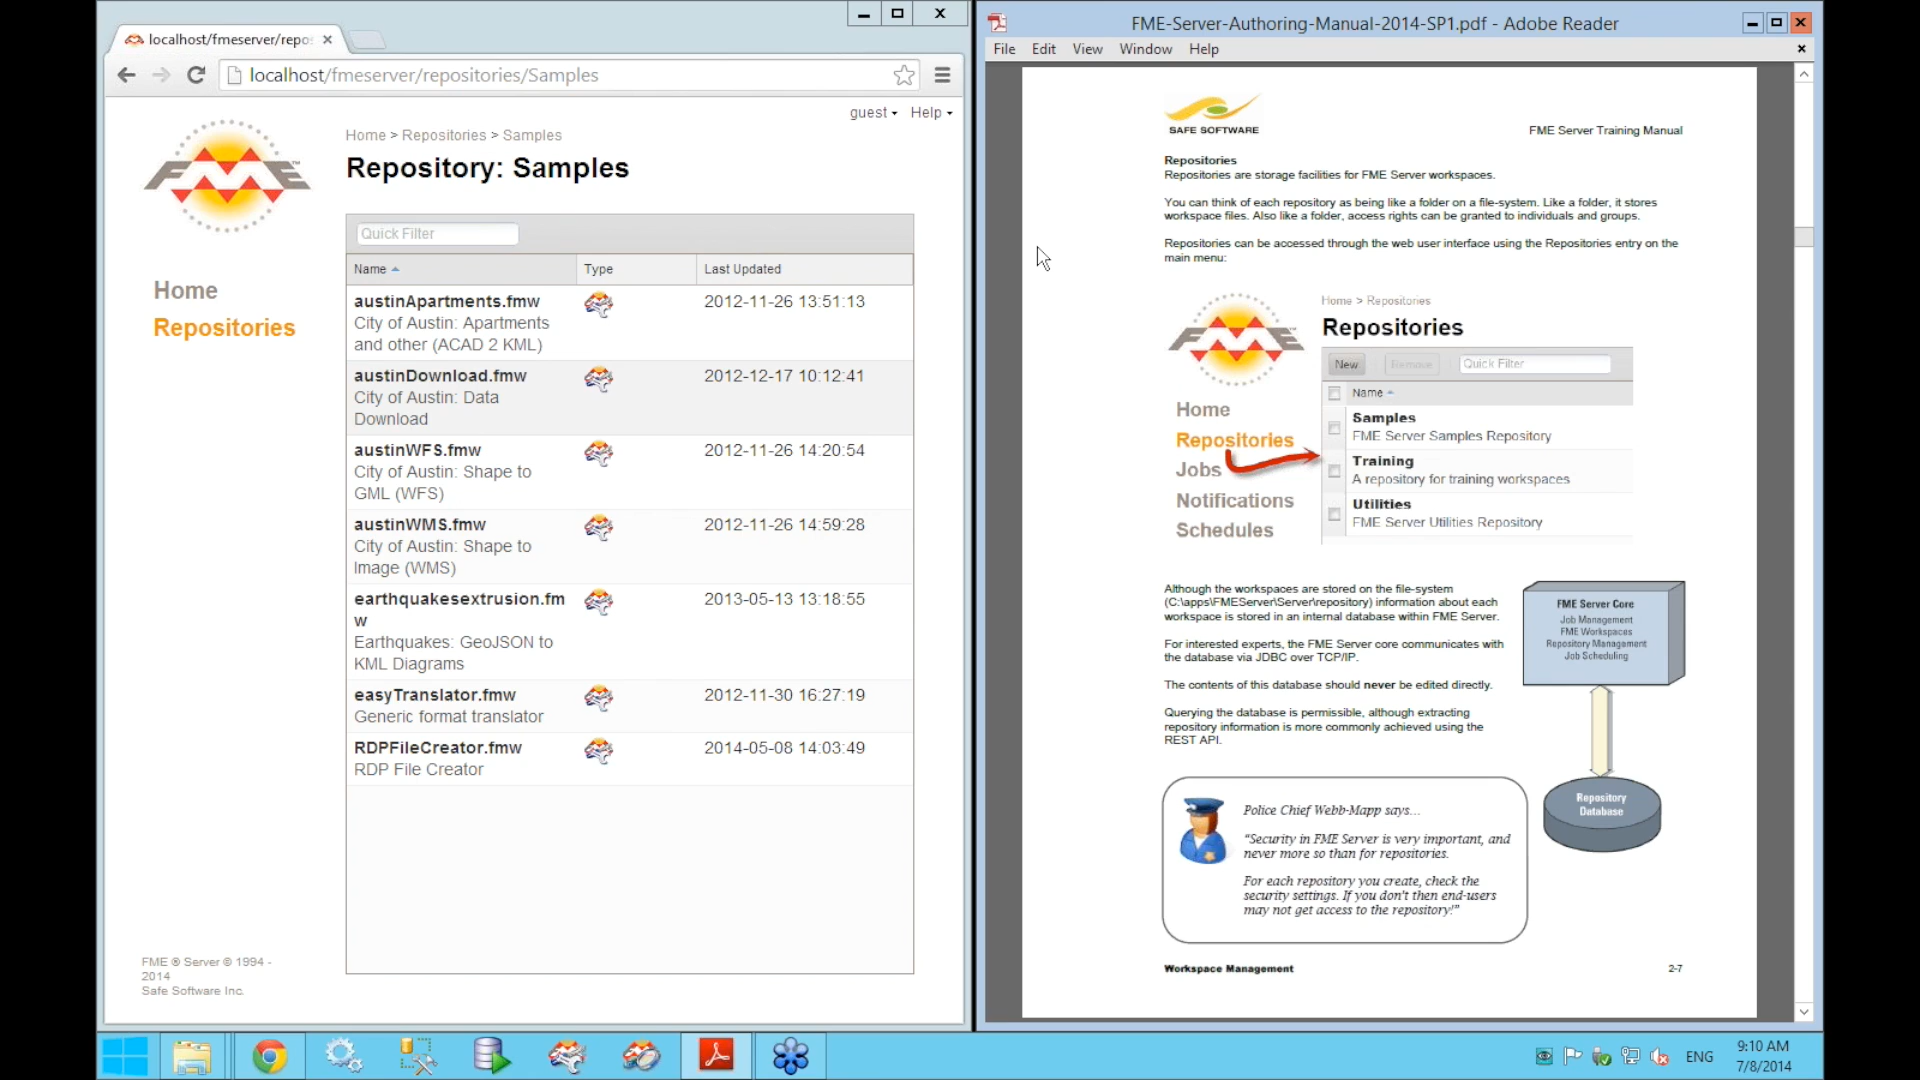 localhost/fmeserver/repo
localhost/fmeserver/repositories/Samples
guest
Help
FME
Home > Repositories > Samples
Repository: Samples
Home
Repositories
Quick Filter
Name
Type
Last Updated
austinApartments.fmw
2012-11-26 13:51:13
City of Austin: Apartments
and other (ACAD 2 KML)
austinDownload.fmw
2012-12-17 10:12:41
City of Austin: Data
Download
austinWFS.fmw
2012-11-26 14:20:54
City of Austin: Shape to
GML (WFS)
austinWMS.fmw
2012-11-26 14:59:28
City of Austin: Shape to
Image (WMS)
earthquakesextrusion.fm
w
2013-05-13 13:18:55
Earthquakes: GeoJSON to
KML Diagrams
easyTranslator.fmw
2012-11-30 16:27:19
Generic format translator
RDPFileCreator.fmw
2014-05-08 14:03:49
RDP File Creator
FME ® Server © 1994 -
2014
Safe Software Inc.
FME-Server-Authoring-Manual-2014-SP1.pdf - Adobe Reader
File Edit View Window Help
SAFE SOFTWARE
FME Server Training Manual
Repositories
Repositories are storage facilities for FME Server workspaces.
You can think of each repository as being like a folder on a file-system. Like a folder, it stores
workspace files. Also like a folder, access rights can be granted to individuals and groups.
Repositories can be accessed through the web user interface using the Repositories entry on the
main menu:
FME
Home > Repositories
Repositories
New
Remove
Quick Filter
Name
Home
Repositories
Jobs
Notifications
Schedules
Samples
FME Server Samples Repository
Training
A repository for training workspaces
Utilities
FME Server Utilities Repository
Although the workspaces are stored on the file-system
(C:\apps\FMEServer\Server\repository) information about each
workspace is stored in an internal database within FME Server.
For interested experts, the FME Server core communicates with
the database via JDBC over TCP/IP.
The contents of this database should never be edited directly.
Querying the database is permissible, although extracting
repository information is more commonly achieved using the
REST API.
FME Server Core
Job Management
FME Workspaces
Repository Management
Job Scheduling
Repository
Database
Police Chief Webb-Mapp says...
"Security in FME Server is very important, and
never more so than for repositories.
For each repository you create, check the
security settings. If you don't then end-users
may not get access to the repository!"
Workspace Management
2-7
ENG
9:10 AM
7/8/2014